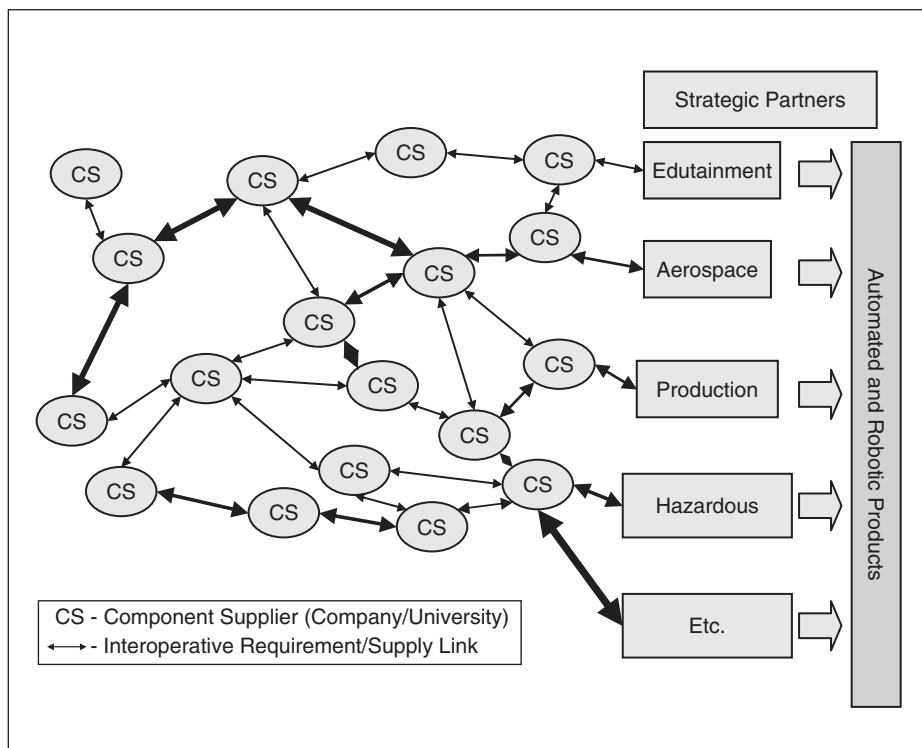 Strategic Partners
CS
CS
CS
CS
Edutainment
CS
CS
CS
Aerospace
CS
CS
CS
CS
Production
CS
CS
CS
CS
Hazardous
CS
CS
CS
Etc.
Automated and Robotic Products
CS - Component Supplier (Company/University)
- Interoperative Requirement/Supply Link